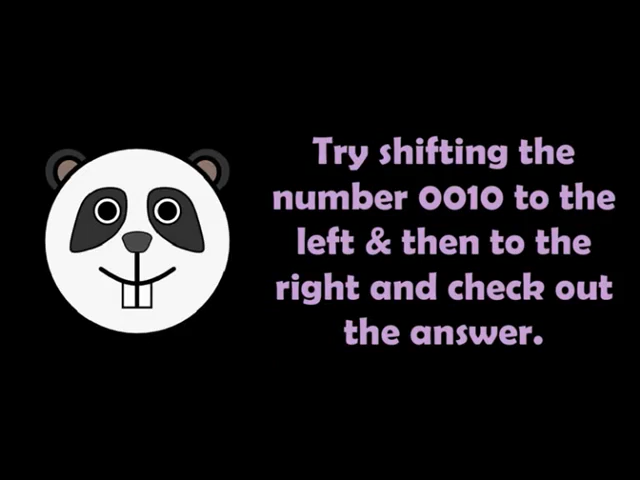 Try shifting the
number 0010 to the
left & then to the
right and check out
the answer.